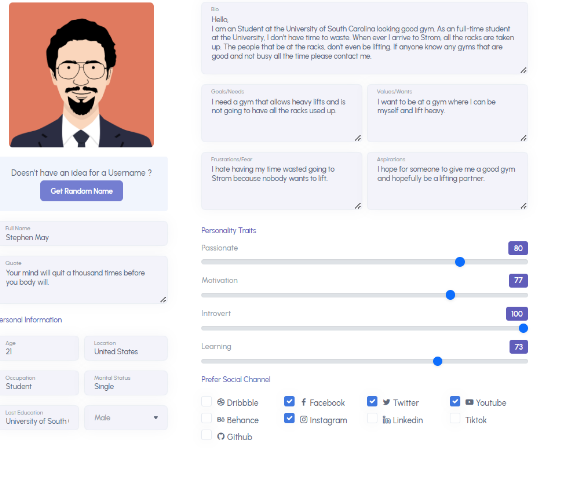 Doesn't have an idea for a Username ?
Get Random Name
Full Name
Stephen May
Quote
Your mind will quit a thousand times before
you body will.
ersonal Information
Age
21
Location
United States
Occupation
Student
Mental Status
Single
Last Education
University of South
Male
Bio
Hello,
I am an Student at the University of South Carolina looking good gym. As an full-time student
at the University, I don't have time to waste. When ever I arrive to Strom, all the racks are taken
up. The people that be at the racks, don't even be lifting. If anyone know any gyms that are
good and not busy all the time please contact me.
Goals/Needs
I need a gym that allows heavy lifts and is
not going to have all the racks used up.
Values/Wants
I want to be at a gym where I can be
myself and lift heavy.
Frustrations/Fear
I hate having my time wasted going to
Strom because nobody wants to lift.
Aspirations
I hope for someone to give me a good gym
and hopefully be a lifting partner.
Personality Traits
Passionate
80
Motivation
77
Introvert
100
Learning
73
Prefer Social Channel
Dribbble
Facebook
Twitter
Youtube
Behance
Instagram
Linkedin
Tiktok
Github